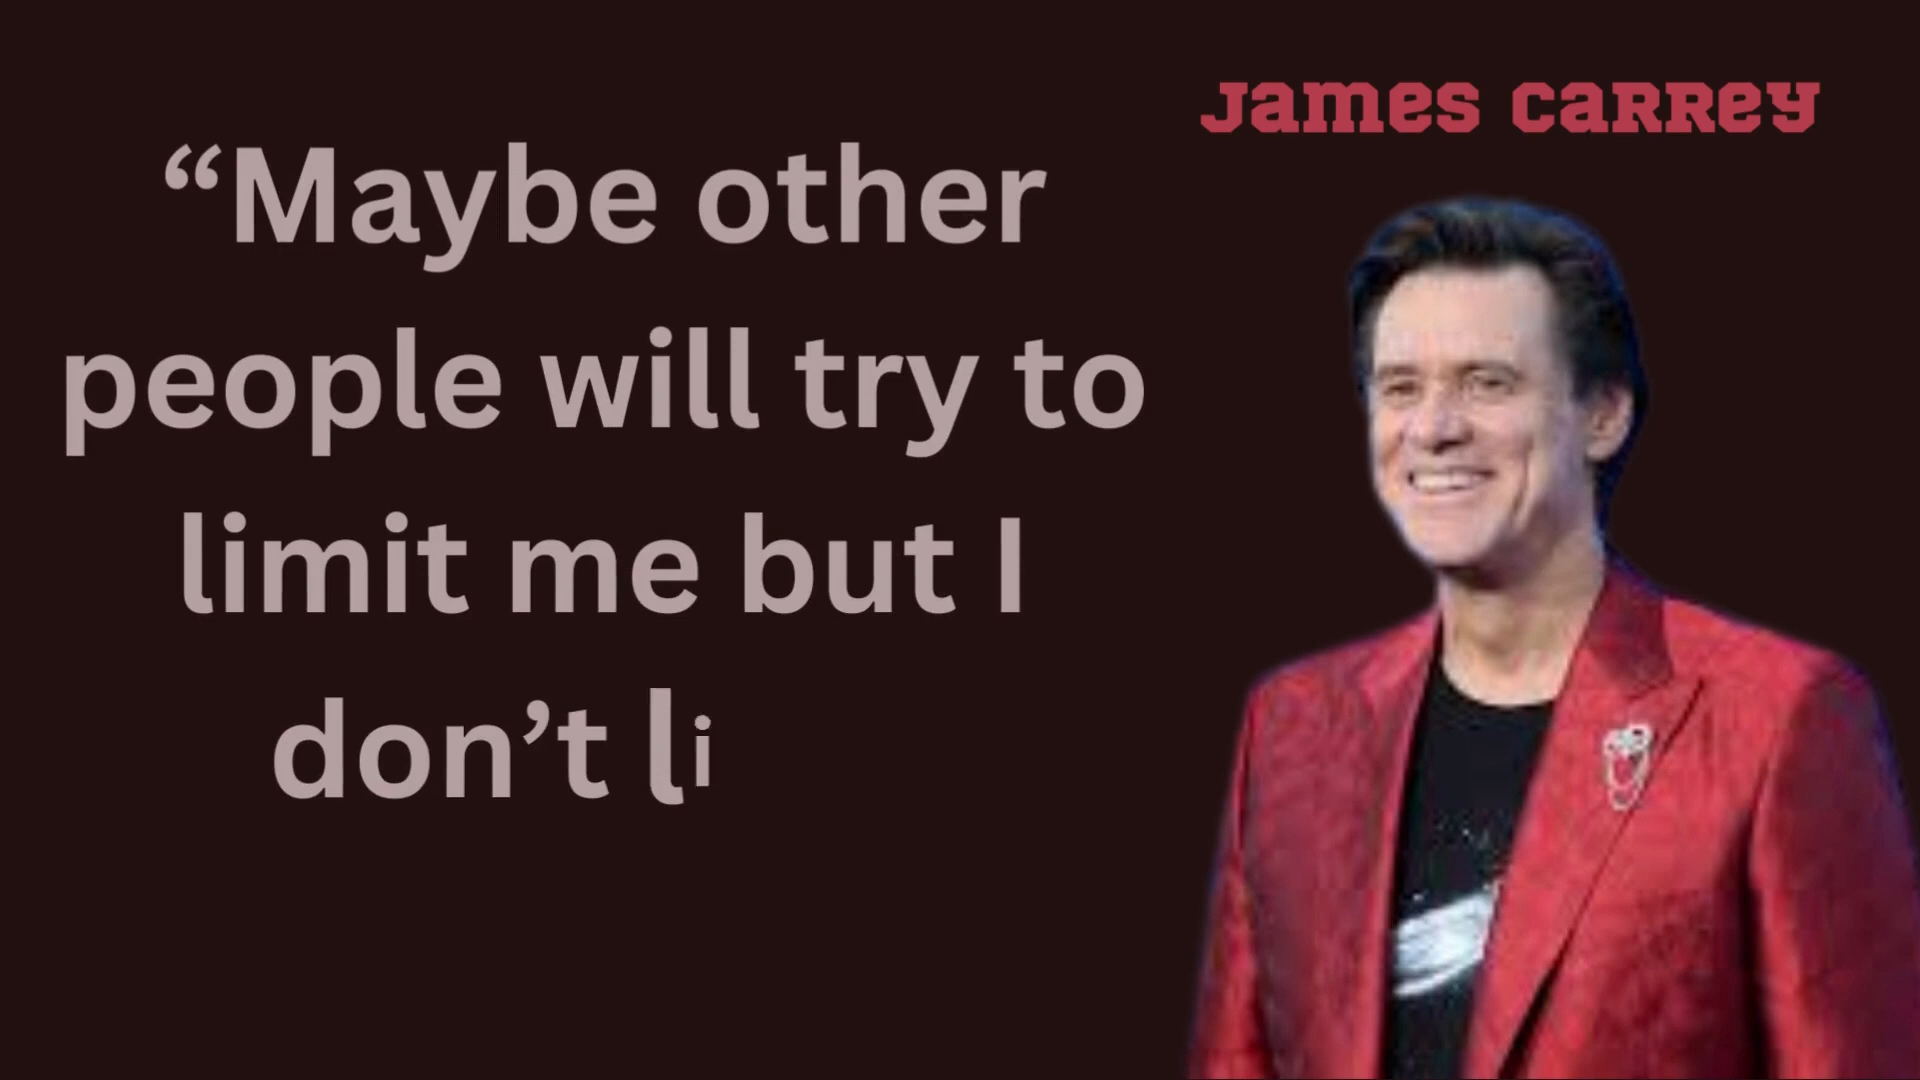 James Carrey
“Maybe other
people will try to
limit me but I
don’t li